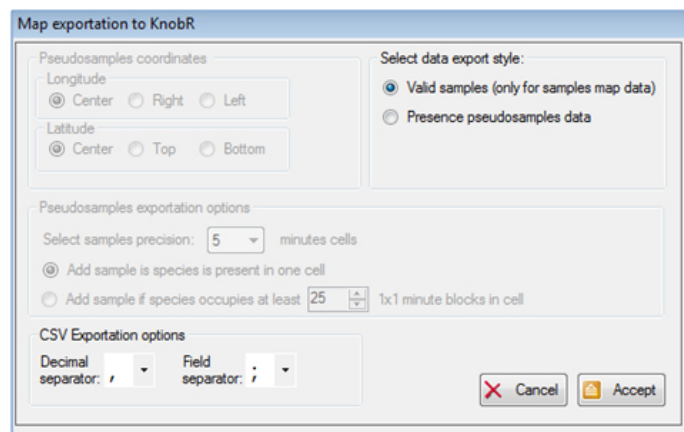 Map exportation to KnobR
Pseudosamples coordinates
Longitude
Center Right Left
Latitude
Center Top Bottom
Select data export style:
Valid samples (only for samples map data)
Presence pseudosamples data
Pseudosamples exportation options
Select samples precision: 5 minutes cells
Add sample is species is present in one cell
Add sample if species occupies at least 25 1x1 minute blocks in cell
CSV Exportation options
Decimal separator: , Field separator: ;
Cancel Accept